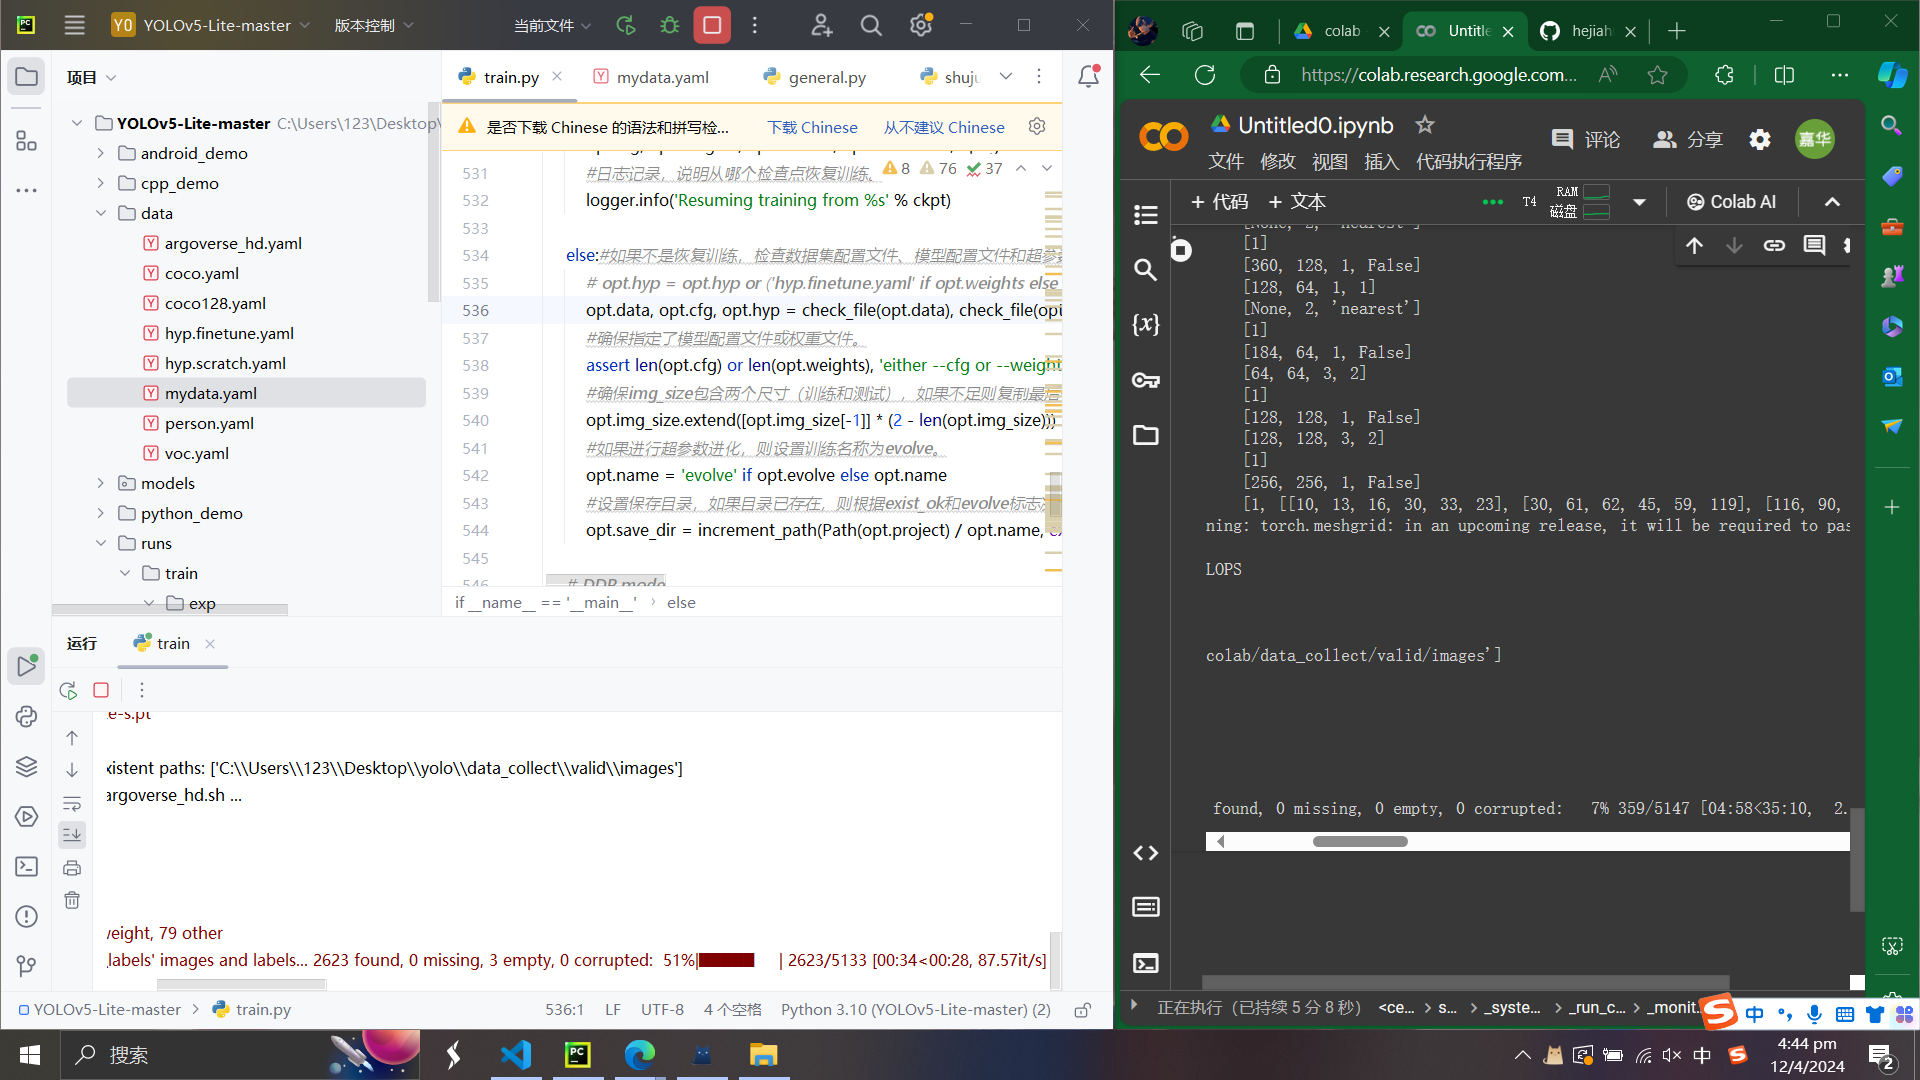 YO YOLOv5-Lite-master 版本控制 当前文件
项目
YOLOv5-Lite-master C:\Users\123\Desktop\
android_demo
cpp_demo
data
argoverse_hd.yaml
coco.yaml
coco128.yaml
hyp.finetune.yaml
hyp.scratch.yaml
mydata.yaml
person.yaml
voc.yaml
models
python_demo
runs
train
exp
train.py mydata.yaml general.py shuju
是否下载 Chinese 的语法和拼写检... 下载 Chinese 从不建议 Chinese
8 76 37
531 #日志记录，说明从哪个检查点恢复训练。
532 logger.info('Resuming training from %s' % ckpt)
533
534 else:#如果不是恢复训练，检查数据集配置文件、模型配置文件和超参数
535 # opt.hyp = opt.hyp or ('hyp.finetune.yaml' if opt.weights else
536 opt.data, opt.cfg, opt.hyp = check_file(opt.data), check_file(opt
537 #确保指定了模型配置文件或权重文件。
538 assert len(opt.cfg) or len(opt.weights), 'either --cfg or --weight
539 #确保img_size包含两个尺寸（训练和测试），如果不足则复制最后
540 opt.img_size.extend([opt.img_size[-1]] * (2 - len(opt.img_size)))
541 #如果进行超参数进化，则设置训练名称为evolve。
542 opt.name = 'evolve' if opt.evolve else opt.name
543 #设置保存目录，如果目录已存在，则根据exist_ok和evolve标志
544 opt.save_dir = increment_path(Path(opt.project) / opt.name, e
545
546 # DDP mode
if __name__ == '__main__' › else
运行 train
e-s.pt
xistent paths: ['C:\\Users\\123\\Desktop\\yolo\\data_collect\\valid\\images']
argoverse_hd.sh ...
veight, 79 other
labels' images and labels... 2623 found, 0 missing, 3 empty, 0 corrupted: 51%| | 2623/5133 [00:34<00:28, 87.57it/s]
YOLOv5-Lite-master › train.py 536:1 LF UTF-8 4 个空格 Python 3.10 (YOLOv5-Lite-master) (2)
colab Untitle hejiah
https://colab.research.google.com...
Untitled0.ipynb
评论 分享 嘉华
文件 修改 视图 插入 代码执行程序
+ 代码 + 文本 T4 RAM 磁盘 Colab AI
[None, 2, 'nearest']
[1]
[360, 128, 1, False]
[128, 64, 1, 1]
[None, 2, 'nearest']
[1]
[184, 64, 1, False]
[64, 64, 3, 2]
[1]
[128, 128, 1, False]
[128, 128, 3, 2]
[1]
[256, 256, 1, False]
[1, [[10, 13, 16, 30, 33, 23], [30, 61, 62, 45, 59, 119], [116, 90,
ning: torch.meshgrid: in an upcoming release, it will be required to pas
LOPS
colab/data_collect/valid/images']
found, 0 missing, 0 empty, 0 corrupted: 7% 359/5147 [04:58<35:10, 2.
正在执行 (已持续 5 分 8 秒) <ce... › s... › _syste... › _run_c... › _monit...
中
搜索
中
4:44 pm
12/4/2024
2